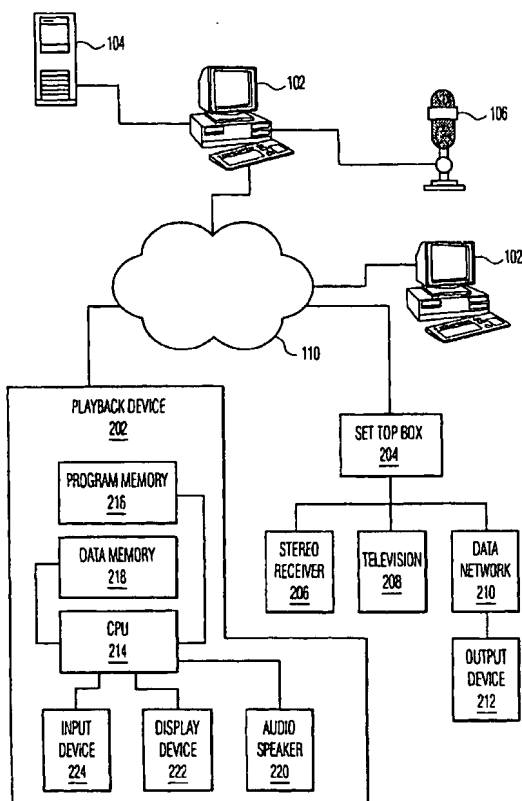 104
102
106
102
110
PLAYBACK DEVICE
202
PROGRAM MEMORY
216
DATA MEMORY
218
CPU
214
INPUT
DEVICE
224
DISPLAY
DEVICE
222
AUDIO
SPEAKER
220
SET TOP BOX
204
STEREO
RECEIVER
206
TELEVISION
208
DATA
NETWORK
210
OUTPUT
DEVICE
212